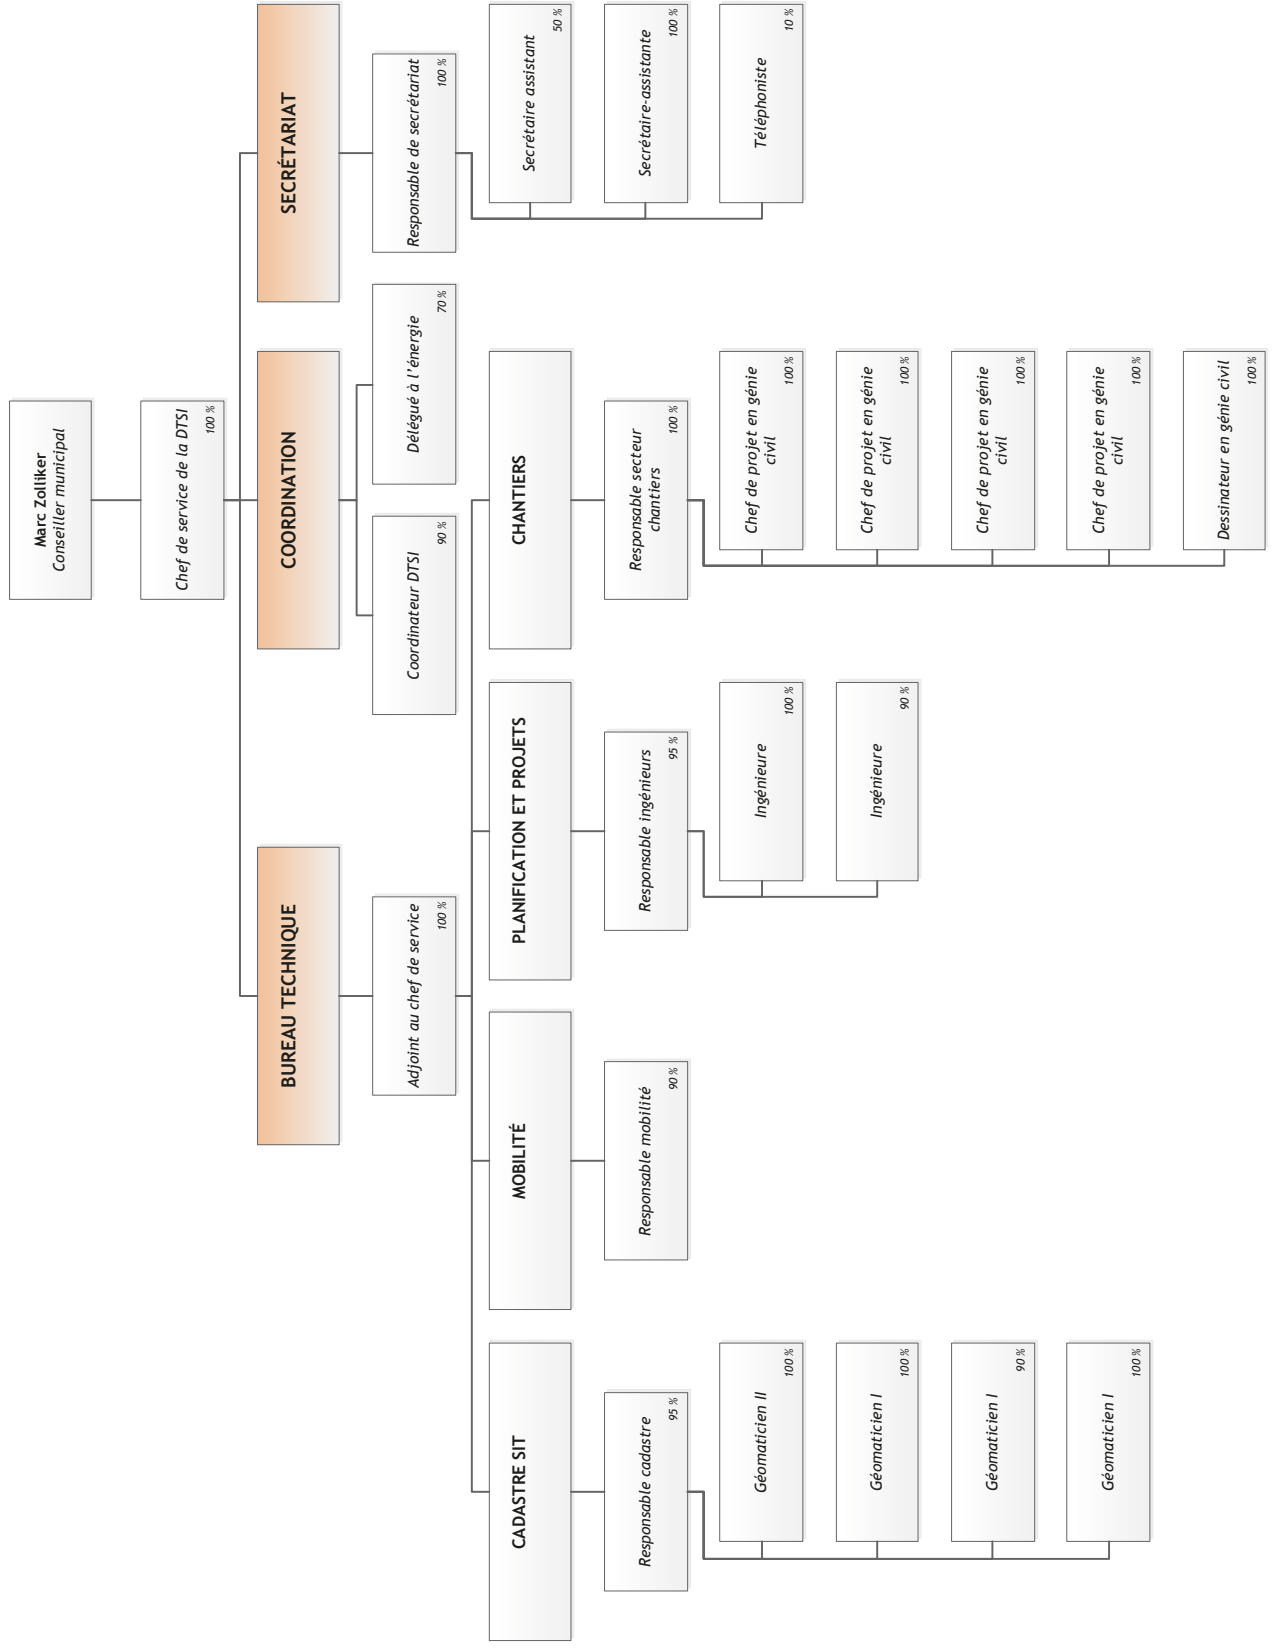 Marc Zolliker
Conseiller municipal
Chef de service de la DTSI
100 %
BUREAU TECHNIQUE
COORDINATION
SECRÉTARIAT
Adjoint au chef de service
100 %
Coordinateur DTSI
90 %
Délégué à l'énergie
70 %
Responsable de secrétariat
100 %
Secrétaire assistant
50 %
Secrétaire-assistante
100 %
Téléphoniste
10 %
CADASTRE SIT
MOBILITÉ
PLANIFICATION ET PROJETS
CHANTIERS
Responsable cadastre
95 %
Responsable mobilité
90 %
Responsable ingénieurs
95 %
Responsable secteur
chantiers
100 %
Géomaticien II
100 %
Géomaticien I
100 %
Géomaticien I
90 %
Géomaticien I
100 %
Ingénieure
100 %
Ingénieure
90 %
Chef de projet en génie
civil
100 %
Chef de projet en génie
civil
100 %
Chef de projet en génie
civil
100 %
Chef de projet en génie
civil
100 %
Dessinateur en génie civil
100 %